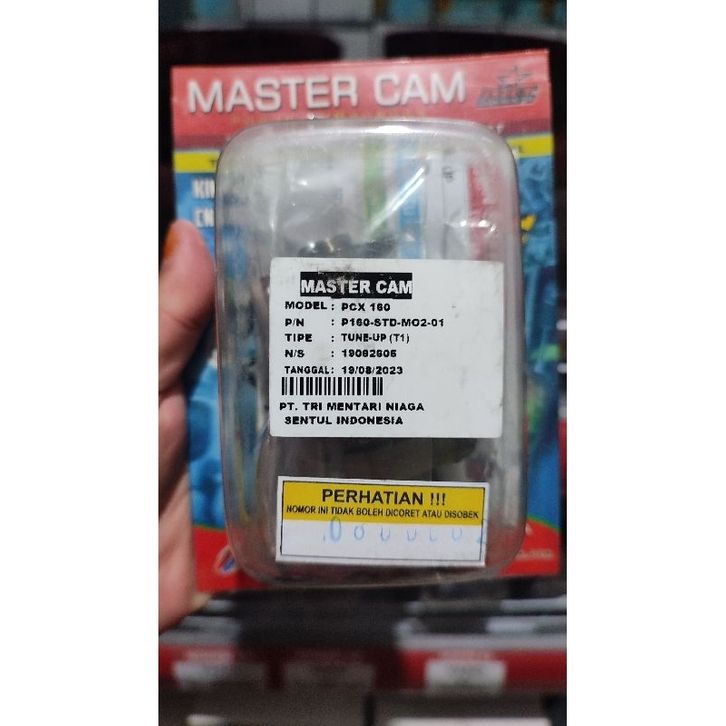 MASTER CAM
MASTER CAM
MODEL : PCX 160
P/N : P160-STD-MO2-01
TIPE : TUNE-UP (T1)
N/S : 19082605
TANGGAL : 19/08/2023
PT. TRI MENTARI NIAGA
SENTUL INDONESIA
PERHATIAN !!!
NOMOR INI TIDAK BOLEH DICORET ATAU DISOBEK